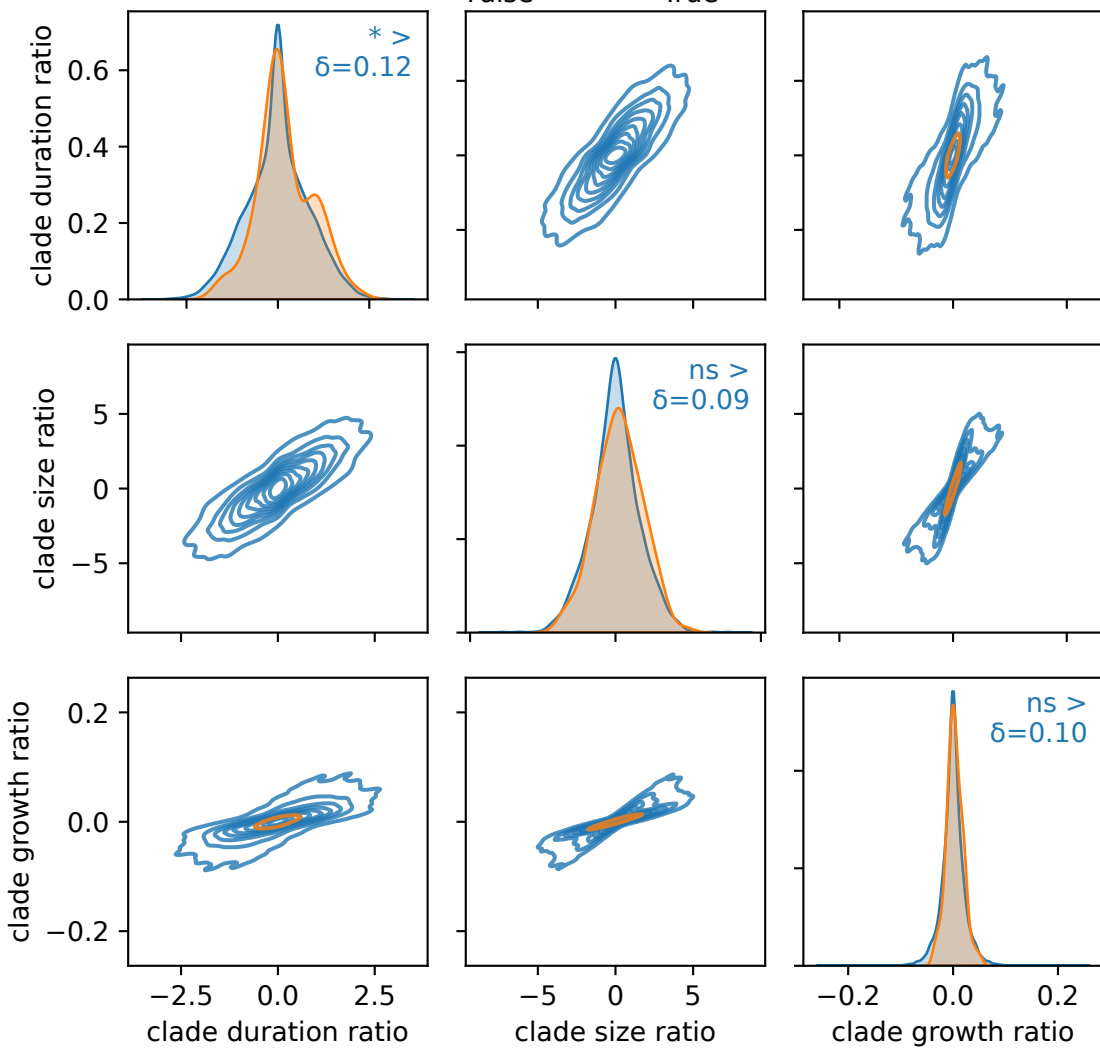 clade duration ratio
0.6
0.4
0.2
0.0
* >
δ=0.12
clade size ratio
5
0
−5
ns >
δ=0.09
clade growth ratio
0.2
0.0
−0.2
ns >
δ=0.10
−2.5 0.0 2.5
−5 0 5
−0.2 0.0 0.2
clade duration ratio
clade size ratio
clade growth ratio